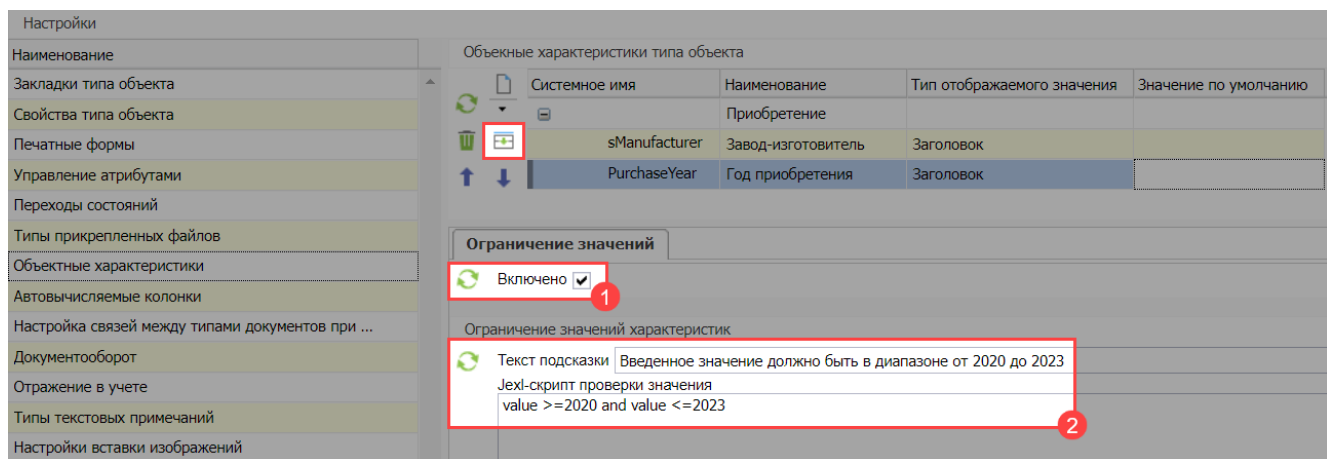 Настройки
Наименование
Закладки типа объекта
Свойства типа объекта
Печатные формы
Управление атрибутами
Переходы состояний
Типы прикрепленных файлов
Объектные характеристики
Автовычисляемые колонки
Настройка связей между типами документов при ...
Документооборот
Отражение в учете
Типы текстовых примечаний
Настройки вставки изображений
Объекные характеристики типа объекта
Системное имя Наименование Тип отображаемого значения Значение по умолчанию
Приобретение
sManufacturer Завод-изготовитель Заголовок
PurchaseYear Год приобретения Заголовок
Ограничение значений
Включено
1
Ограничение значений характеристик
Текст подсказки Введенное значение должно быть в диапазоне от 2020 до 2023
Jexl-скрипт проверки значения
value >=2020 and value <=2023
2